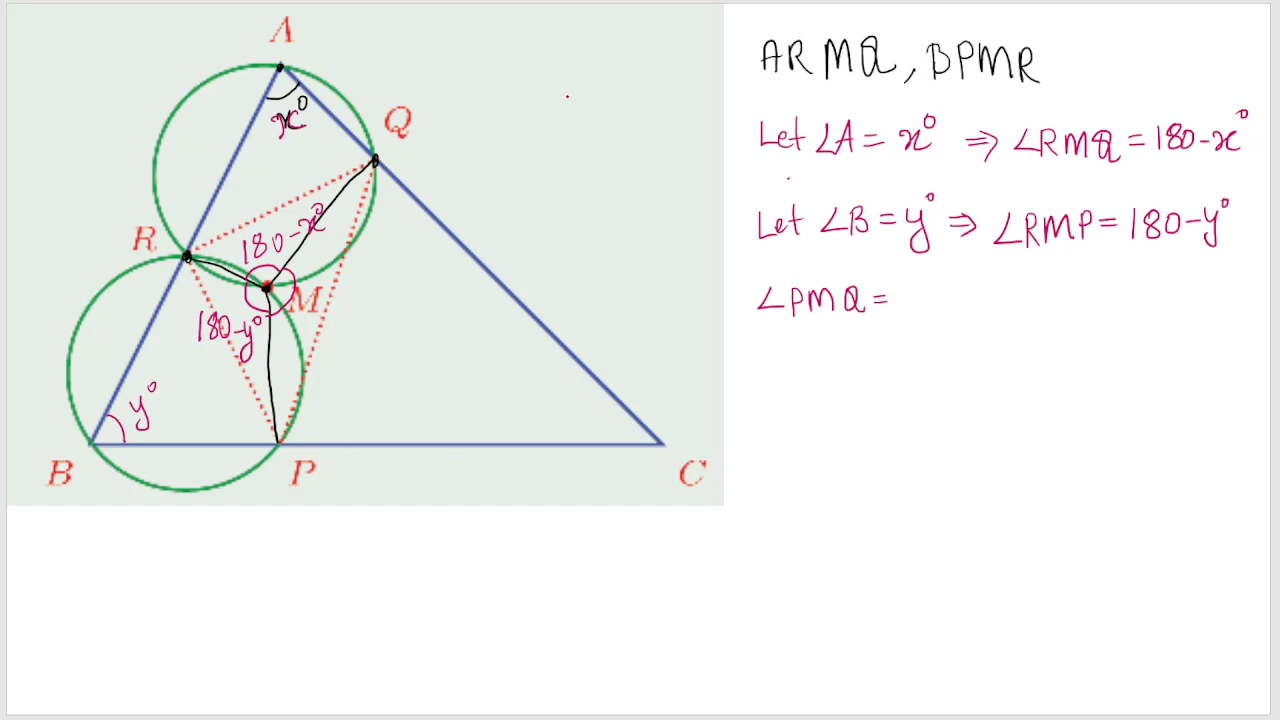 A
x°
Q
R
180-x°
M
180-y°
y°
B
P
C
ARMQ, BPMR
Let ∠A = x° ⇒ ∠RMQ = 180-x°
Let ∠B = y° ⇒ ∠RMP = 180-y°
∠PMQ =